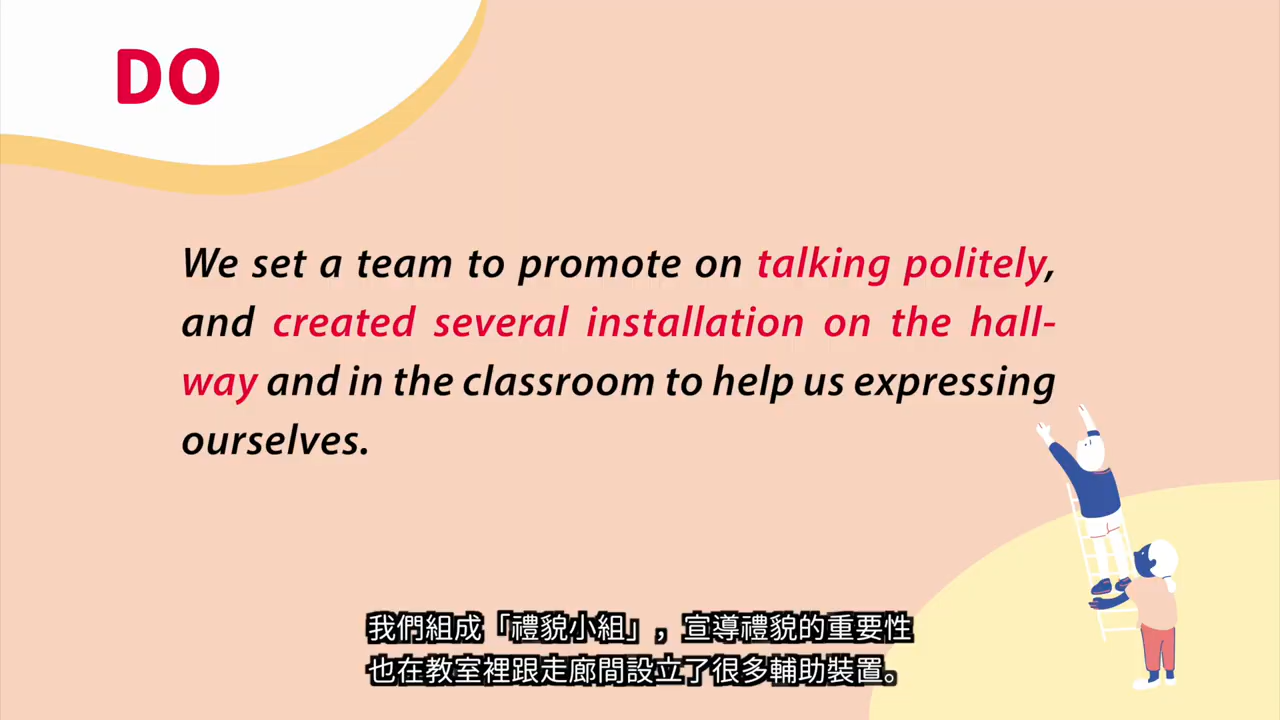 DO
We set a team to promote on talking politely,
and created several installation on the hall-
way and in the classroom to help us expressing
ourselves.
我們組成「禮貌小組」，宣導禮貌的重要性
也在教室裡跟走廊間設立了很多輔助裝置。